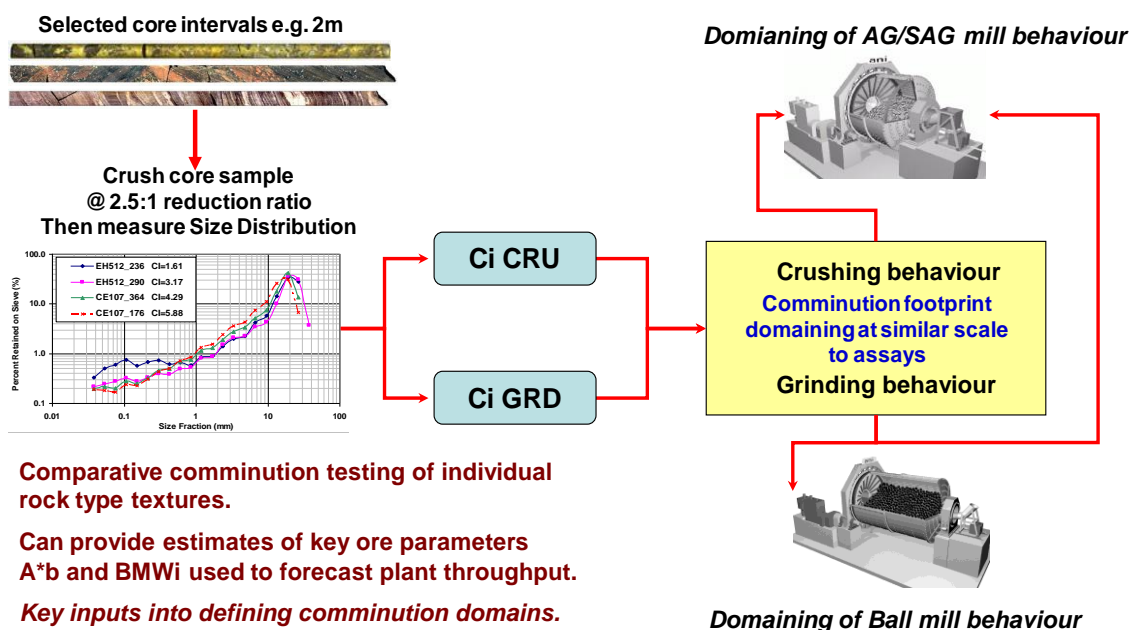 Selected core intervals e.g. 2m
Crush core sample
@ 2.5:1 reduction ratio
Then measure Size Distribution
100.0
10.0
1.0
0.1
0.01
0.1
1
10
100
Percent Retained on Sieve (%)
Size Fraction (mm)
EH512_236 CI=1.61
EH512_290 CI=3.17
CE107_364 CI=4.29
CE107_176 CI=5.88
Ci CRU
Ci GRD
Domianing of AG/SAG mill behaviour
ani
Crushing behaviour
Comminution footprint
domaining at similar scale
to assays
Grinding behaviour
Comparative comminution testing of individual
rock type textures.
Can provide estimates of key ore parameters
A*b and BMWi used to forecast plant throughput.
Key inputs into defining comminution domains.
Domaining of Ball mill behaviour